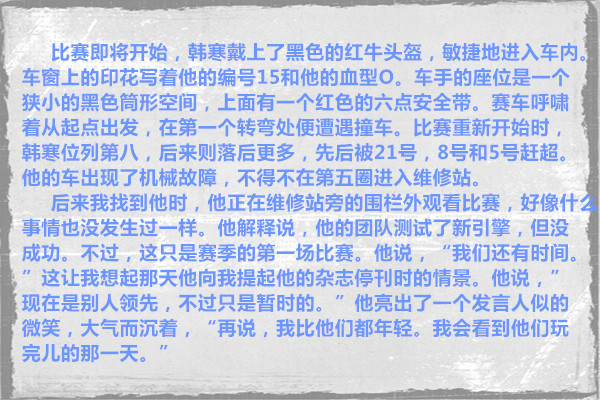 比赛即将开始，韩寒戴上了黑色的红牛头盔，敏捷地进入车内。
车窗上的印花写着他的编号15和他的血型O。车手的座位是一个
狭小的黑色筒形空间，上面有一个红色的六点安全带。赛车呼啸
着从起点出发，在第一个转弯处便遭遇撞车。比赛重新开始时，
韩寒位列第八，后来则落后更多，先后被21号，8号和5号赶超。
他的车出现了机械故障，不得不在第五圈进入维修站。
后来我找到他时，他正在维修站旁的围栏外观看比赛，好像什么
事情也没发生过一样。他解释说，他的团队测试了新引擎，但没
成功。不过，这只是赛季的第一场比赛。他说，“我们还有时间。
”这让我想起那天他向我提起他的杂志停刊时的情景。他说，”
现在是别人领先，不过只是暂时的。”他亮出了一个发言人似的
微笑，大气而沉着，“再说，我比他们都年轻。我会看到他们玩
完儿的那一天。”